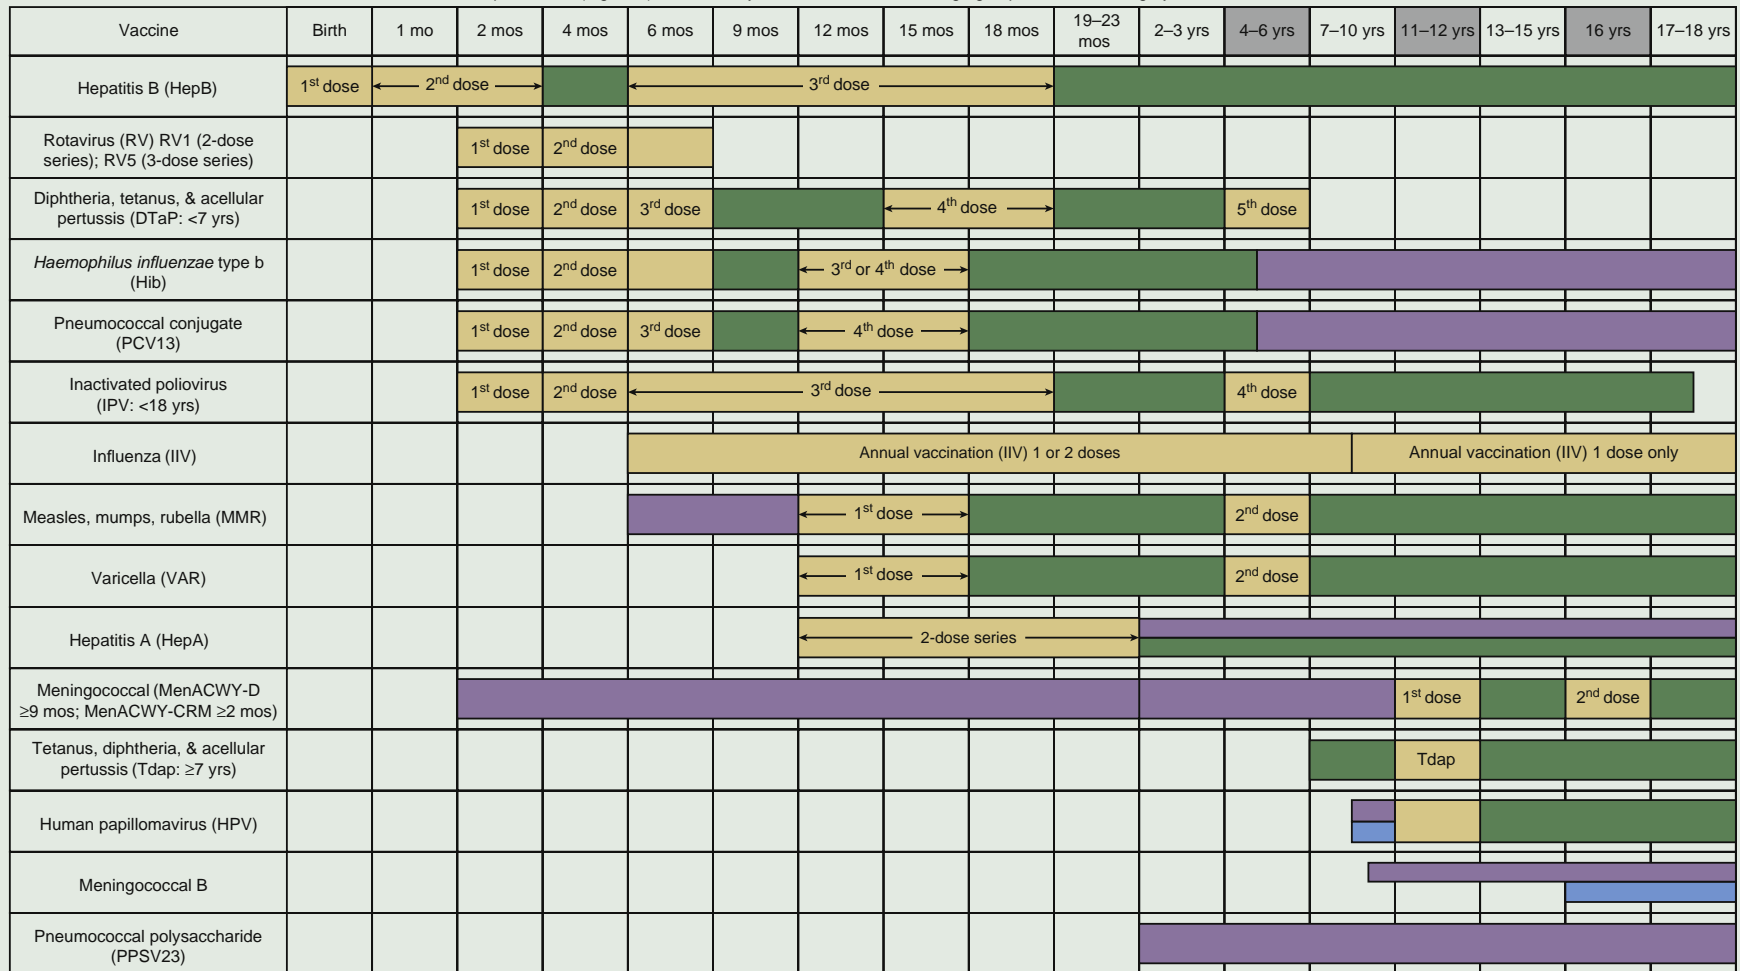 Vaccine Birth 1 mo 2 mos 4 mos 6 mos 9 mos 12 mos 15 mos 18 mos 19–23 mos 2–3 yrs 4–6 yrs 7–10 yrs 11–12 yrs 13–15 yrs 16 yrs 17–18 yrs
Hepatitis B (HepB) 1st dose 2nd dose 3rd dose
Rotavirus (RV) RV1 (2-dose
series); RV5 (3-dose series) 1st dose 2nd dose
Diphtheria, tetanus, & acellular
pertussis (DTaP: <7 yrs) 1st dose 2nd dose 3rd dose 4th dose 5th dose
Haemophilus influenzae type b
(Hib) 1st dose 2nd dose 3rd or 4th dose
Pneumococcal conjugate
(PCV13) 1st dose 2nd dose 3rd dose 4th dose
Inactivated poliovirus
(IPV: <18 yrs) 1st dose 2nd dose 3rd dose 4th dose
Influenza (IIV) Annual vaccination (IIV) 1 or 2 doses Annual vaccination (IIV) 1 dose only
Measles, mumps, rubella (MMR) 1st dose 2nd dose
Varicella (VAR) 1st dose 2nd dose
Hepatitis A (HepA) 2-dose series
Meningococcal (MenACWY-D
≥9 mos; MenACWY-CRM ≥2 mos) 1st dose 2nd dose
Tetanus, diphtheria, & acellular
pertussis (Tdap: ≥7 yrs) Tdap
Human papillomavirus (HPV)
Meningococcal B
Pneumococcal polysaccharide
(PPSV23)